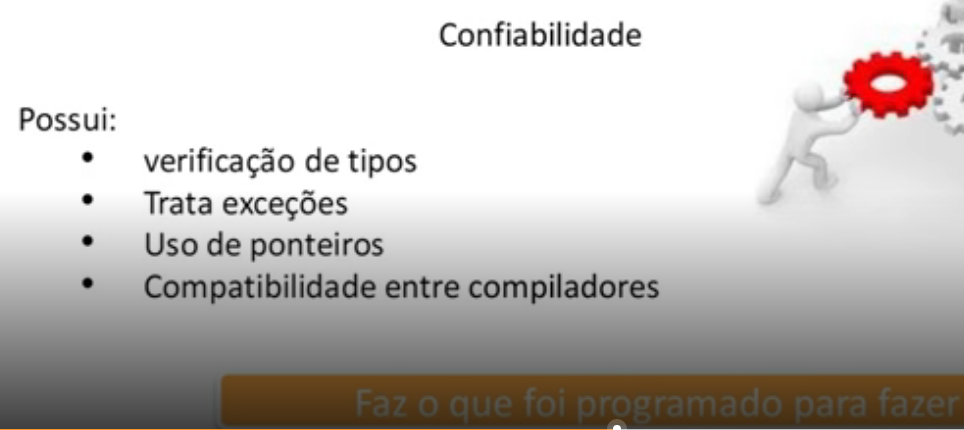 Confiabilidade
Possui:
• verificação de tipos
• Trata exceções
• Uso de ponteiros
• Compatibilidade entre compiladores
Faz o que foi programado para fazer